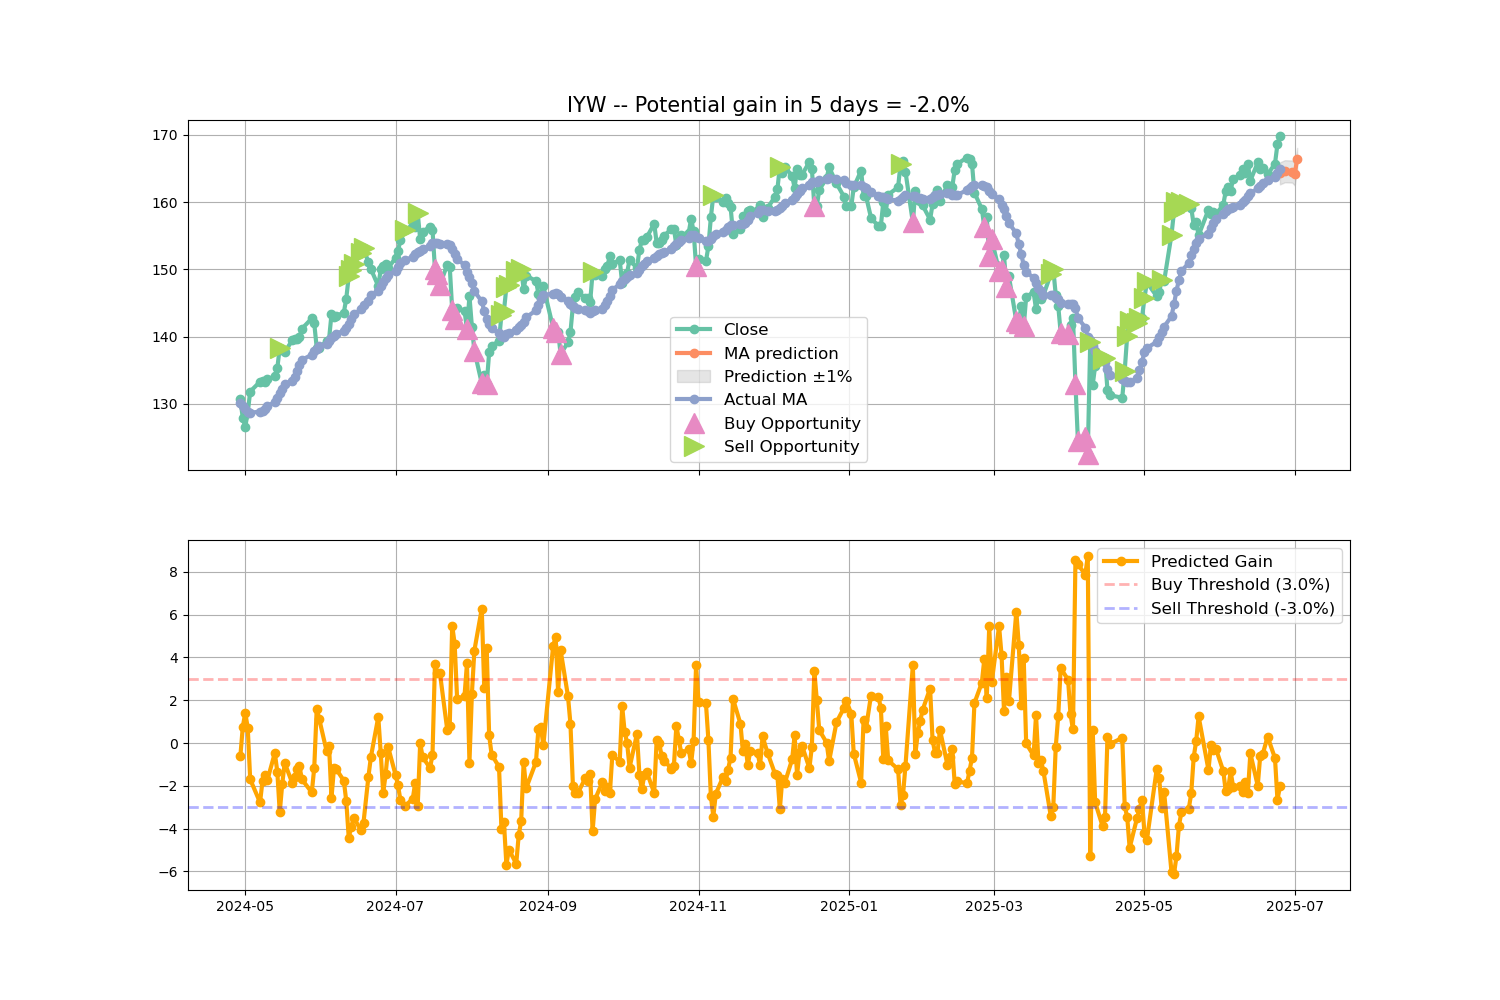 IYW -- Potential gain in 5 days = -2.0%
170
160
150
140
130
Close
MA prediction
Prediction ±1%
Actual MA
Buy Opportunity
Sell Opportunity
8
6
4
2
0
−2
−4
−6
Predicted Gain
Buy Threshold (3.0%)
Sell Threshold (-3.0%)
2024-05 2024-07 2024-09 2024-11 2025-01 2025-03 2025-05 2025-07